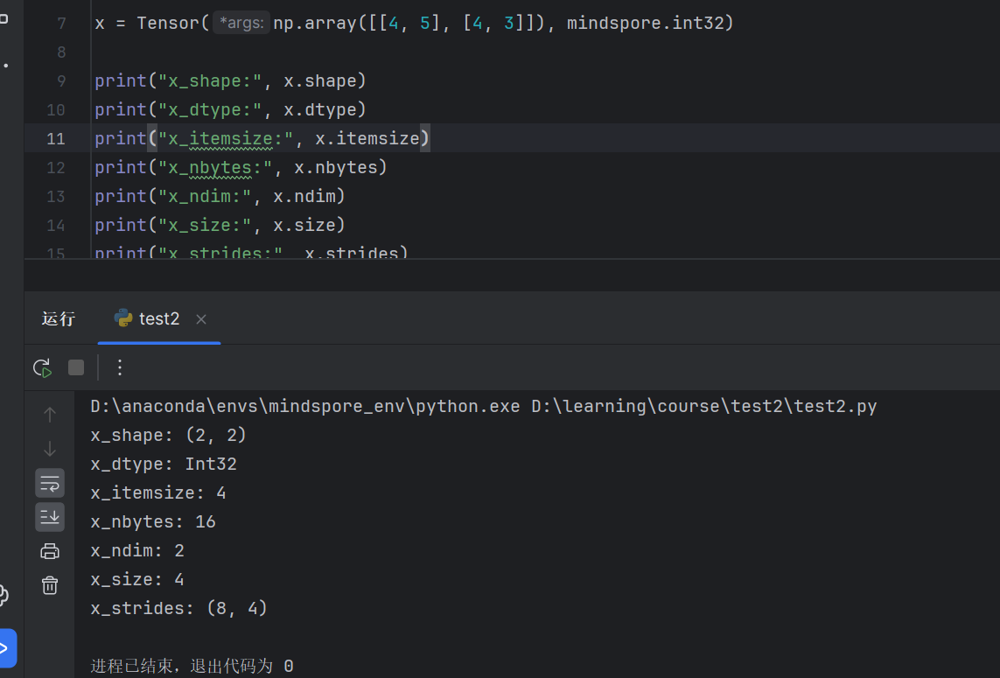 7 x = Tensor( *args: np.array([[4, 5], [4, 3]]), mindspore.int32)
8
9 print("x_shape:", x.shape)
10 print("x_dtype:", x.dtype)
11 print("x_itemsize:", x.itemsize)
12 print("x_nbytes:", x.nbytes)
13 print("x_ndim:", x.ndim)
14 print("x_size:", x.size)
15 print("x_strides:", x.strides)
运行 test2
D:\anaconda\envs\mindspore_env\python.exe D:\learning\course\test2\test2.py
x_shape: (2, 2)
x_dtype: Int32
x_itemsize: 4
x_nbytes: 16
x_ndim: 2
x_size: 4
x_strides: (8, 4)
进程已结束，退出代码为 0